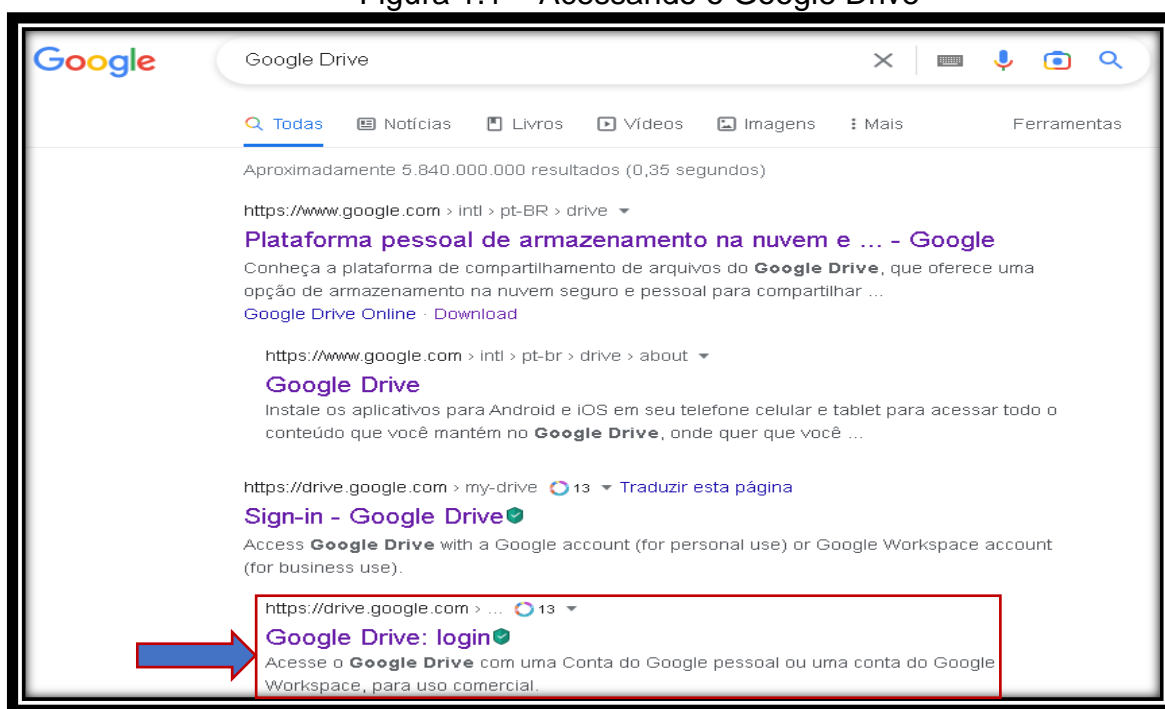 Figura 1.1 – Acessando o Google Drive
Google
Google Drive
Todas Notícias Livros Vídeos Imagens Mais Ferramentas
Aproximadamente 5.840.000.000 resultados (0,35 segundos)
https://www.google.com › intl › pt-BR › drive
Plataforma pessoal de armazenamento na nuvem e ... - Google
Conheça a plataforma de compartilhamento de arquivos do Google Drive, que oferece uma
opção de armazenamento na nuvem seguro e pessoal para compartilhar ...
Google Drive Online · Download
https://www.google.com › intl › pt-br › drive › about
Google Drive
Instale os aplicativos para Android e iOS em seu telefone celular e tablet para acessar todo o
conteúdo que você mantém no Google Drive, onde quer que você ...
https://drive.google.com › my-drive 13 Traduzir esta página
Sign-in - Google Drive
Access Google Drive with a Google account (for personal use) or Google Workspace account
(for business use).
https://drive.google.com › ... 13
Google Drive: login
Acesse o Google Drive com uma Conta do Google pessoal ou uma conta do Google
Workspace, para uso comercial.